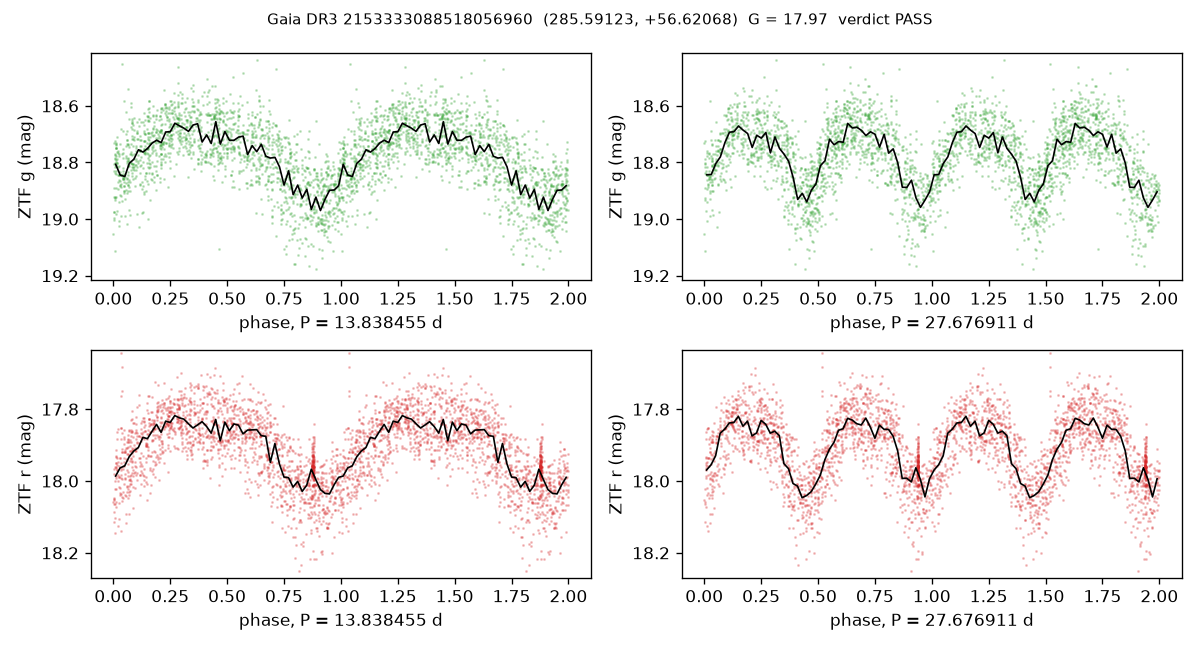 Gaia DR3 2153333088518056960  (285.59123, +56.62068)  G = 17.97  verdict PASS
ZTF g (mag)
18.6
18.8
19.0
19.2
0.00 0.25 0.50 0.75 1.00 1.25 1.50 1.75 2.00
phase, P = 13.838455 d
ZTF g (mag)
18.6
18.8
19.0
19.2
0.00 0.25 0.50 0.75 1.00 1.25 1.50 1.75 2.00
phase, P = 27.676911 d
ZTF r (mag)
17.8
18.0
18.2
0.00 0.25 0.50 0.75 1.00 1.25 1.50 1.75 2.00
phase, P = 13.838455 d
ZTF r (mag)
17.8
18.0
18.2
0.00 0.25 0.50 0.75 1.00 1.25 1.50 1.75 2.00
phase, P = 27.676911 d